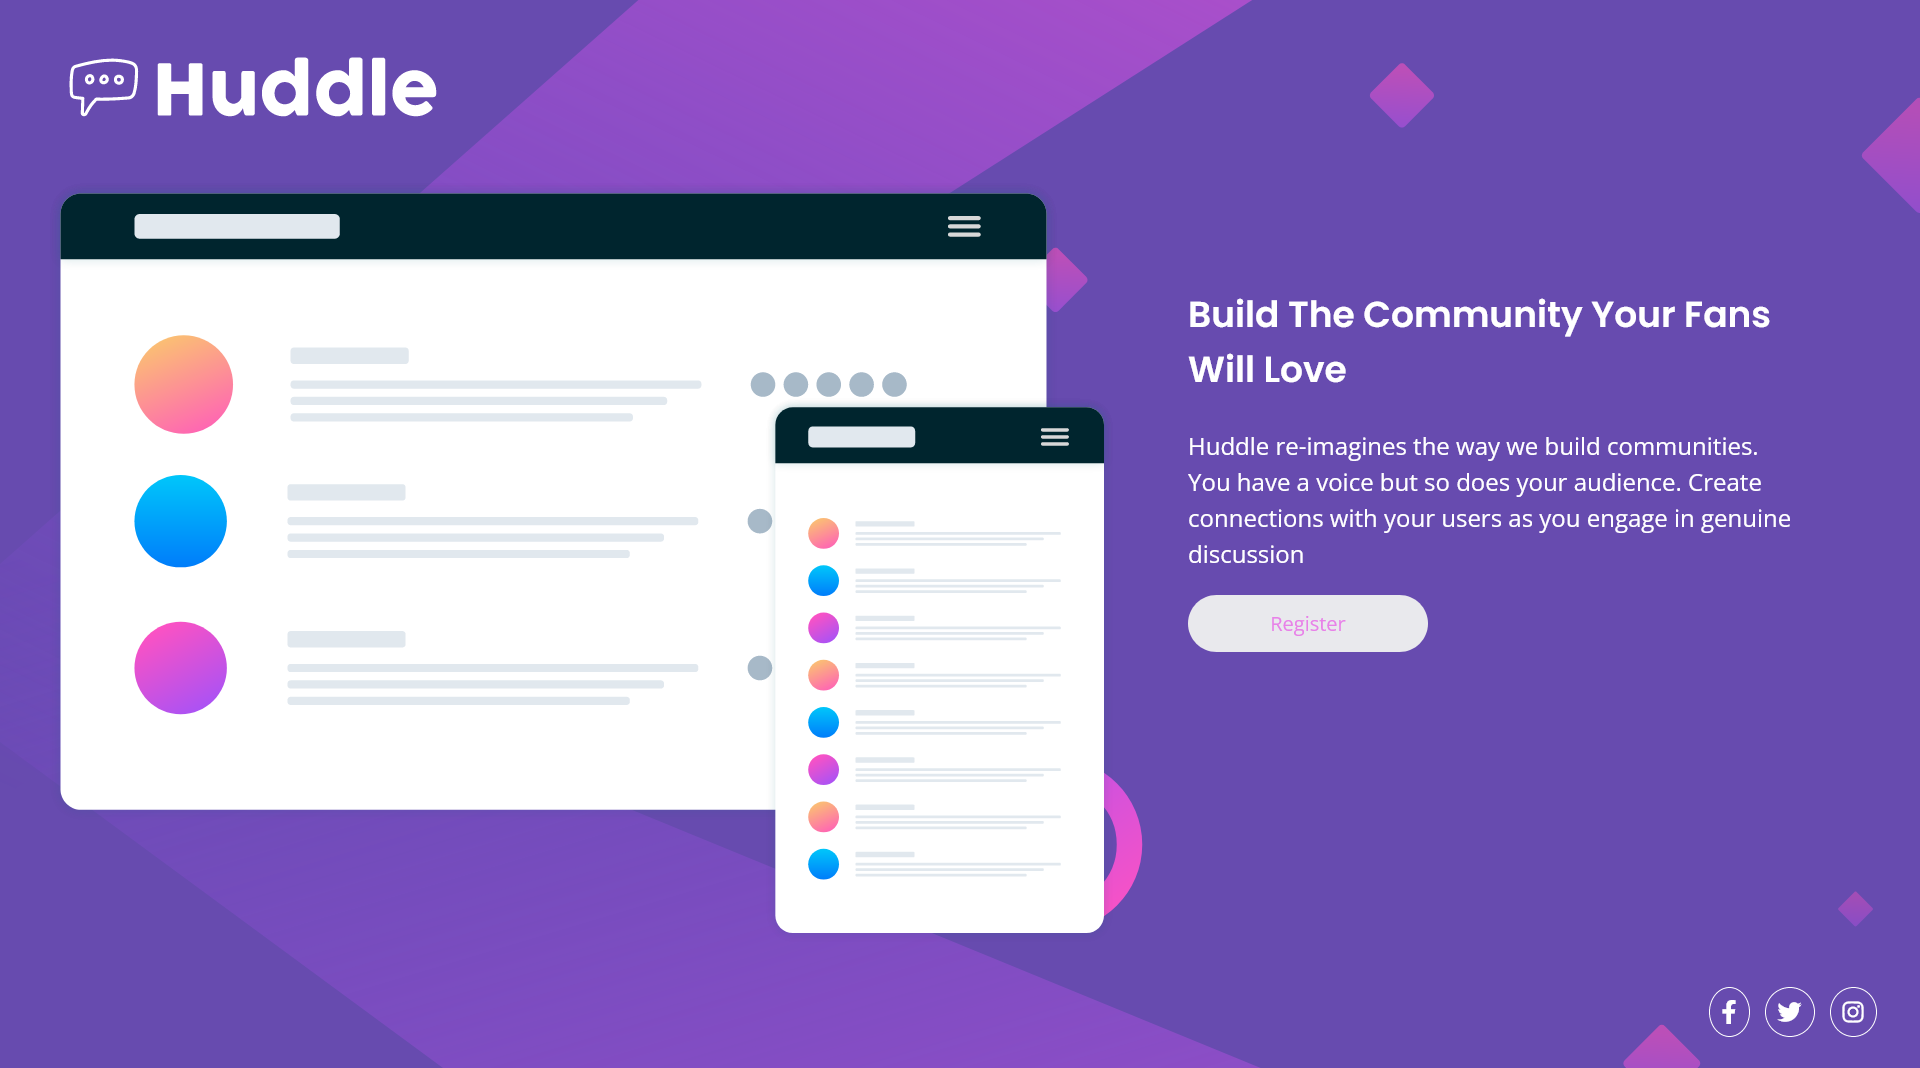 Huddle
Build The Community Your Fans
Will Love
Huddle re-imagines the way we build communities.
You have a voice but so does your audience. Create
connections with your users as you engage in genuine
discussion
Register